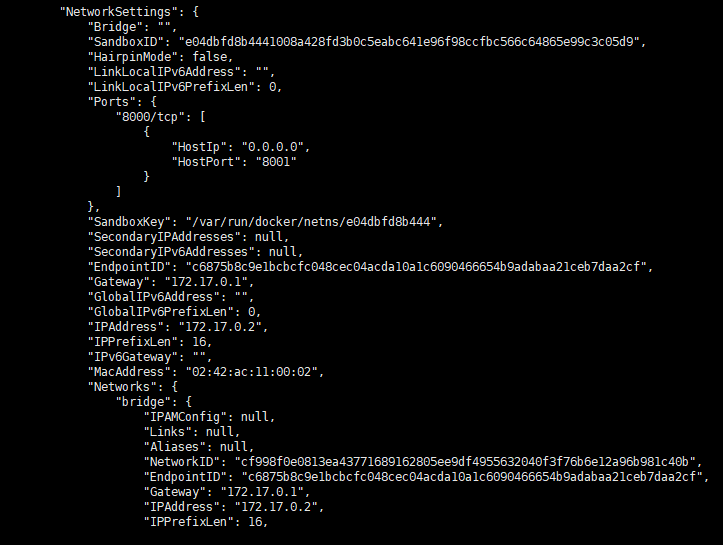 "NetworkSettings": {
"Bridge": "",
"SandboxID": "e04dbfd8b4441008a428fd3b0c5eabc641e96f98ccfbc566c64865e99c3c05d9",
"HairpinMode": false,
"LinkLocalIPv6Address": "",
"LinkLocalIPv6PrefixLen": 0,
"Ports": {
"8000/tcp": [
{
"HostIp": "0.0.0.0",
"HostPort": "8001"
}
]
},
"SandboxKey": "/var/run/docker/netns/e04dbfd8b444",
"SecondaryIPAddresses": null,
"SecondaryIPv6Addresses": null,
"EndpointID": "c6875b8c9e1bcbcfc048cec04acda10a1c6090466654b9adabaa21ceb7daa2cf",
"Gateway": "172.17.0.1",
"GlobalIPv6Address": "",
"GlobalIPv6PrefixLen": 0,
"IPAddress": "172.17.0.2",
"IPPrefixLen": 16,
"IPv6Gateway": "",
"MacAddress": "02:42:ac:11:00:02",
"Networks": {
"bridge": {
"IPAMConfig": null,
"Links": null,
"Aliases": null,
"NetworkID": "cf998f0e0813ea43771689162805ee9df4955632040f3f76b6e12a96b981c40b",
"EndpointID": "c6875b8c9e1bcbcfc048cec04acda10a1c6090466654b9adabaa21ceb7daa2cf",
"Gateway": "172.17.0.1",
"IPAddress": "172.17.0.2",
"IPPrefixLen": 16,